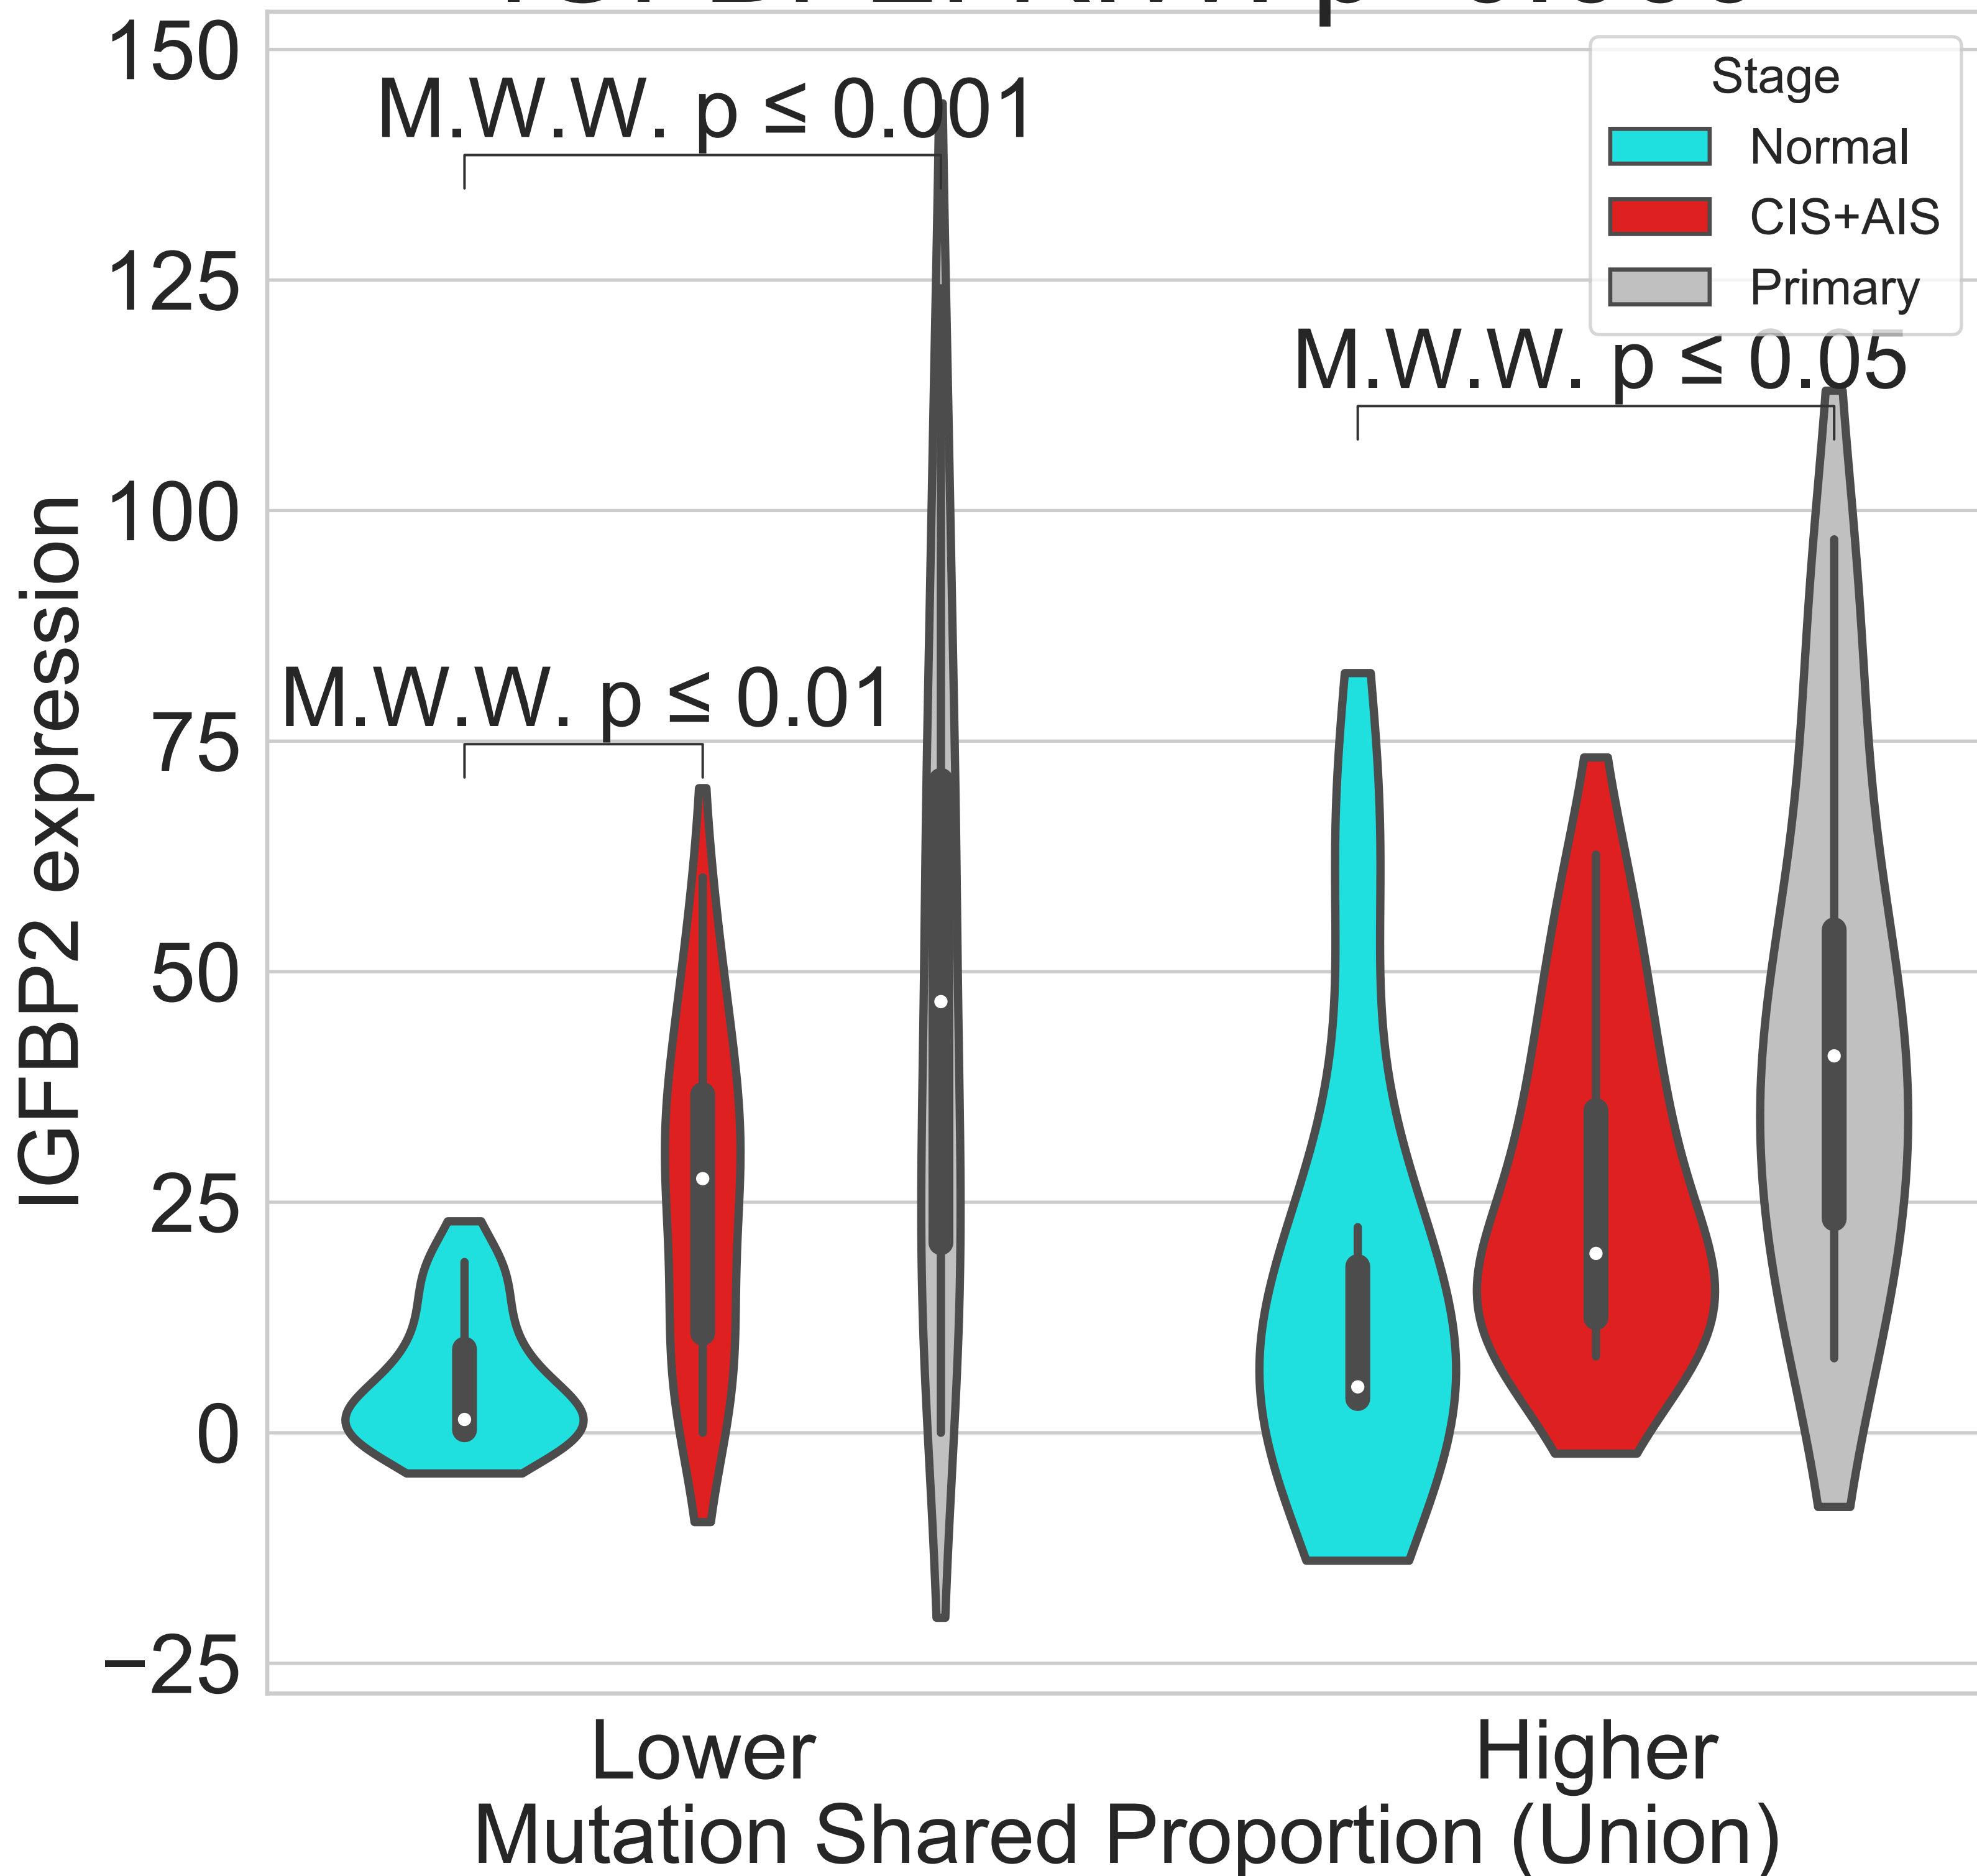 150
M.W.W. p ≤ 0.001
Stage
Normal
CIS+AIS
Primary
125
M.W.W. p ≤ 0.05
100
M.W.W. p ≤ 0.01
75
50
25
0
−25
IGFBP2 expression
Lower
Higher
Mutation Shared Proportion (Union)